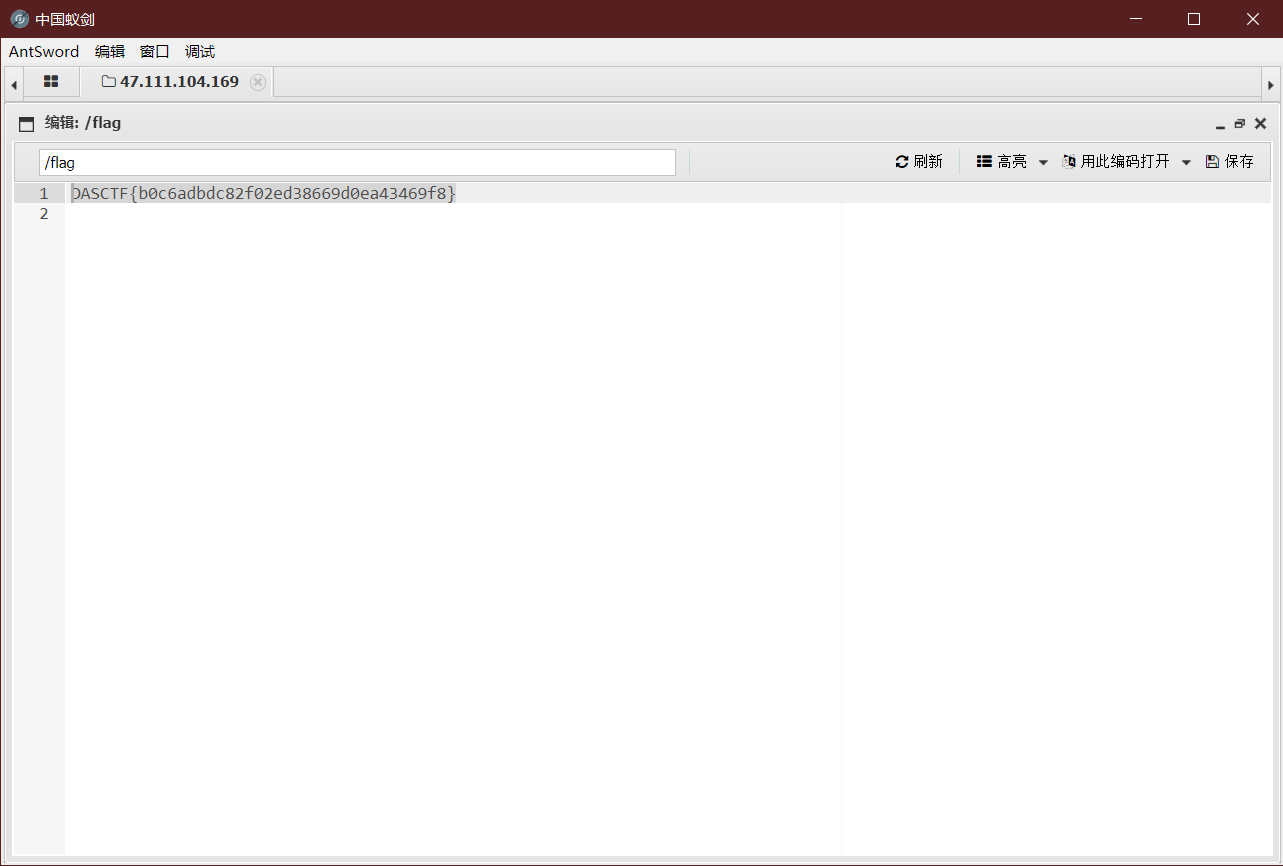 中国蚁剑
AntSword 编辑 窗口 调试
47.111.104.169
编辑: /flag
/flag 刷新 高亮 用此编码打开 保存
1 DASCTF{b0c6adbdc82f02ed38669d0ea43469f8}
2